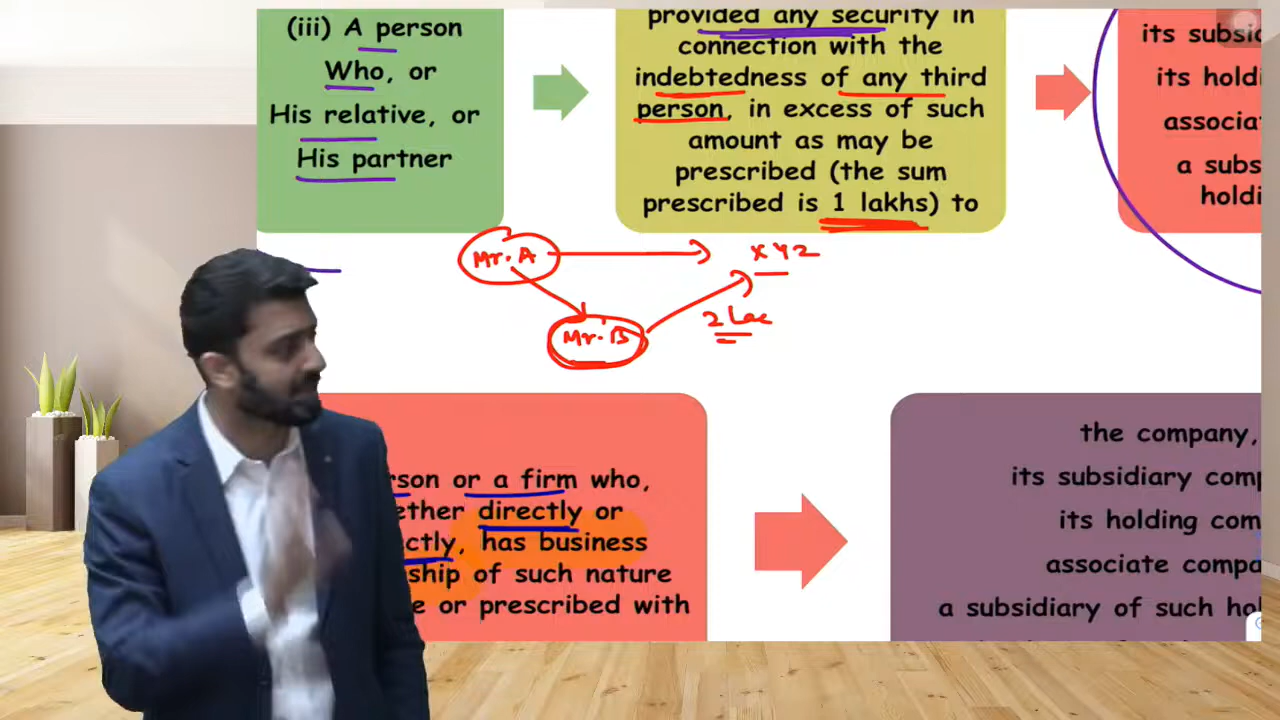 (iii) A person
Who, or
His relative, or
His partner
provided any security in
connection with the
indebtedness of any third
person, in excess of such
amount as may be
prescribed (the sum
prescribed is 1 lakhs) to
its subsid
its holdi
associat
a subs
holdi
Mr. A
XYZ
Mr. B
2 Lac
rson or a firm who,
ether directly or
ctly, has business
ship of such nature
e or prescribed with
the company,
its subsidiary comp
its holding com
associate compa
a subsidiary of such hol